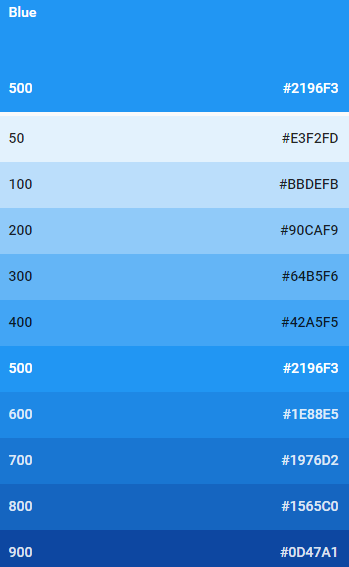 Blue
500 #2196F3
50 #E3F2FD
100 #BBDEFB
200 #90CAF9
300 #64B5F6
400 #42A5F5
500 #2196F3
600 #1E88E5
700 #1976D2
800 #1565C0
900 #0D47A1